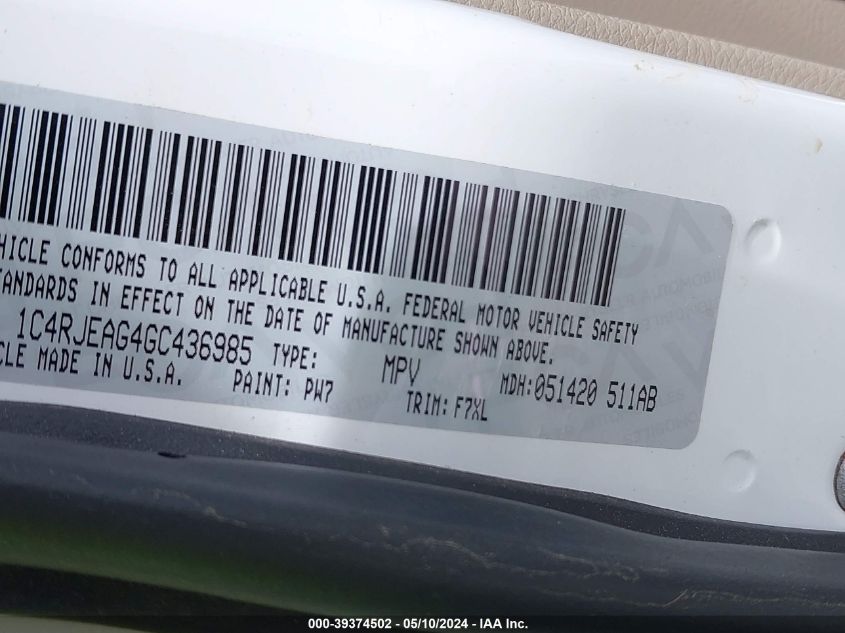 HICLE CONFORMS TO ALL APPLICABLE U.S.A. FEDERAL MOTOR VEHICLE SAFETY
TANDARDS IN EFFECT ON THE DATE OF MANUFACTURE SHOWN ABOVE.
1C4RJEAG4GC436985 TYPE: MPV MDH:051420 511AB
CLE MADE IN U.S.A. PAINT: PW7 TRIM: F7XL
000-39374502 - 05/10/2024 - IAA Inc.